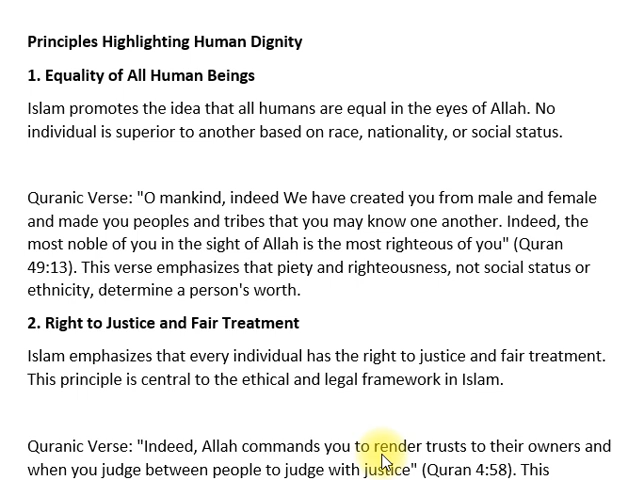 Principles Highlighting Human Dignity
1. Equality of All Human Beings
Islam promotes the idea that all humans are equal in the eyes of Allah. No
individual is superior to another based on race, nationality, or social status.
Quranic Verse: "O mankind, indeed We have created you from male and female
and made you peoples and tribes that you may know one another. Indeed, the
most noble of you in the sight of Allah is the most righteous of you" (Quran
49:13). This verse emphasizes that piety and righteousness, not social status or
ethnicity, determine a person's worth.
2. Right to Justice and Fair Treatment
Islam emphasizes that every individual has the right to justice and fair treatment.
This principle is central to the ethical and legal framework in Islam.
Quranic Verse: "Indeed, Allah commands you to render trusts to their owners and
when you judge between people to judge with justice" (Quran 4:58). This